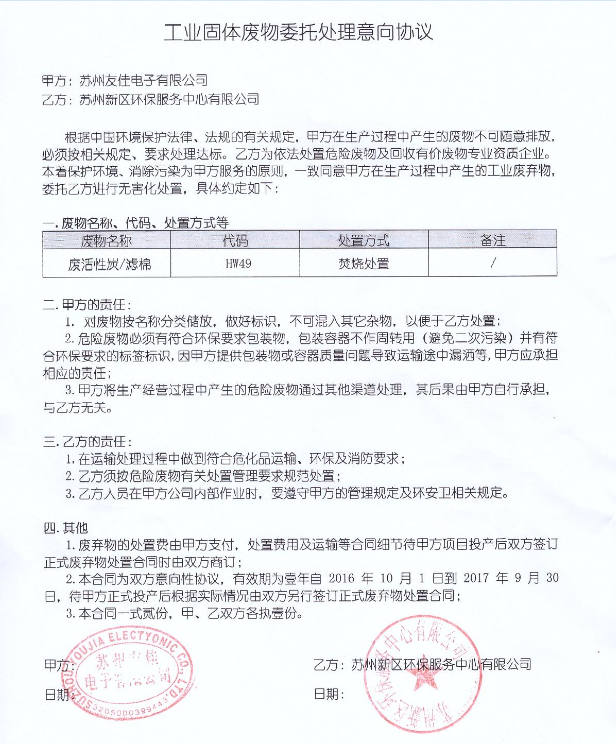 工业固体废物委托处理意向协议
甲方：苏州友佳电子有限公司
乙方：苏州新区环保服务中心有限公司
根据中国环境保护法律、法规的有关规定，甲方在生产过程中产生的废物不可随意排放，
必须按相关规定、要求处理达标。乙方为依法处置危险废物及回收有价废物专业资质企业。
本着保护环境、消除污染为甲方服务的原则，一致同意甲方在生产过程中产生的工业废弃物，
委托乙方进行无害化处置，具体约定如下：
一.废物名称、代码、处置方式等
废物名称 代码 处置方式 备注
废活性炭/滤棉 HW49 焚烧处置 /
二.甲方的责任：
1. 对废物按名称分类储放，做好标识，不可混入其它杂物，以便于乙方处置；
2.危险废物必须有符合环保要求包装物，包装容器不作周转用（避免二次污染）并有符
合环保要求的标签标识,因甲方提供包装物或容器质量问题导致运输途中漏洒等,甲方应承担
相应的责任；
3.甲方将生产经营过程中产生的危险废物通过其他渠道处理，其后果由甲方自行承担，
与乙方无关。
三.乙方的责任：
1.在运输处理过程中做到符合危化品运输、环保及消防要求；
2.乙方须按危险废物有关处置管理要求规范处置；
3.乙方人员在甲方公司内部作业时，要遵守甲方的管理规定及环安卫相关规定。
四.其他
1.废弃物的处置费由甲方支付，处置费用及运输等合同细节待甲方项目投产后双方签订
正式废弃物处置合同时由双方商订；
2.本合同为双方意向性协议，有效期为壹年自 2016 年 10 月 1 日到 2017 年 9 月 30
日，待甲方正式投产后根据实际情况由双方另行签订正式废弃物处置合同；
3.本合同一式贰份，甲、乙双方各执壹份。
甲方：
乙方：苏州新区环保服务中心有限公司
日期：
日期：
SUZHOU YOUJIA ELECTYONIC CO.,LTD
苏州友佳
电子有限公司
苏州新区环保服务中心有限公司